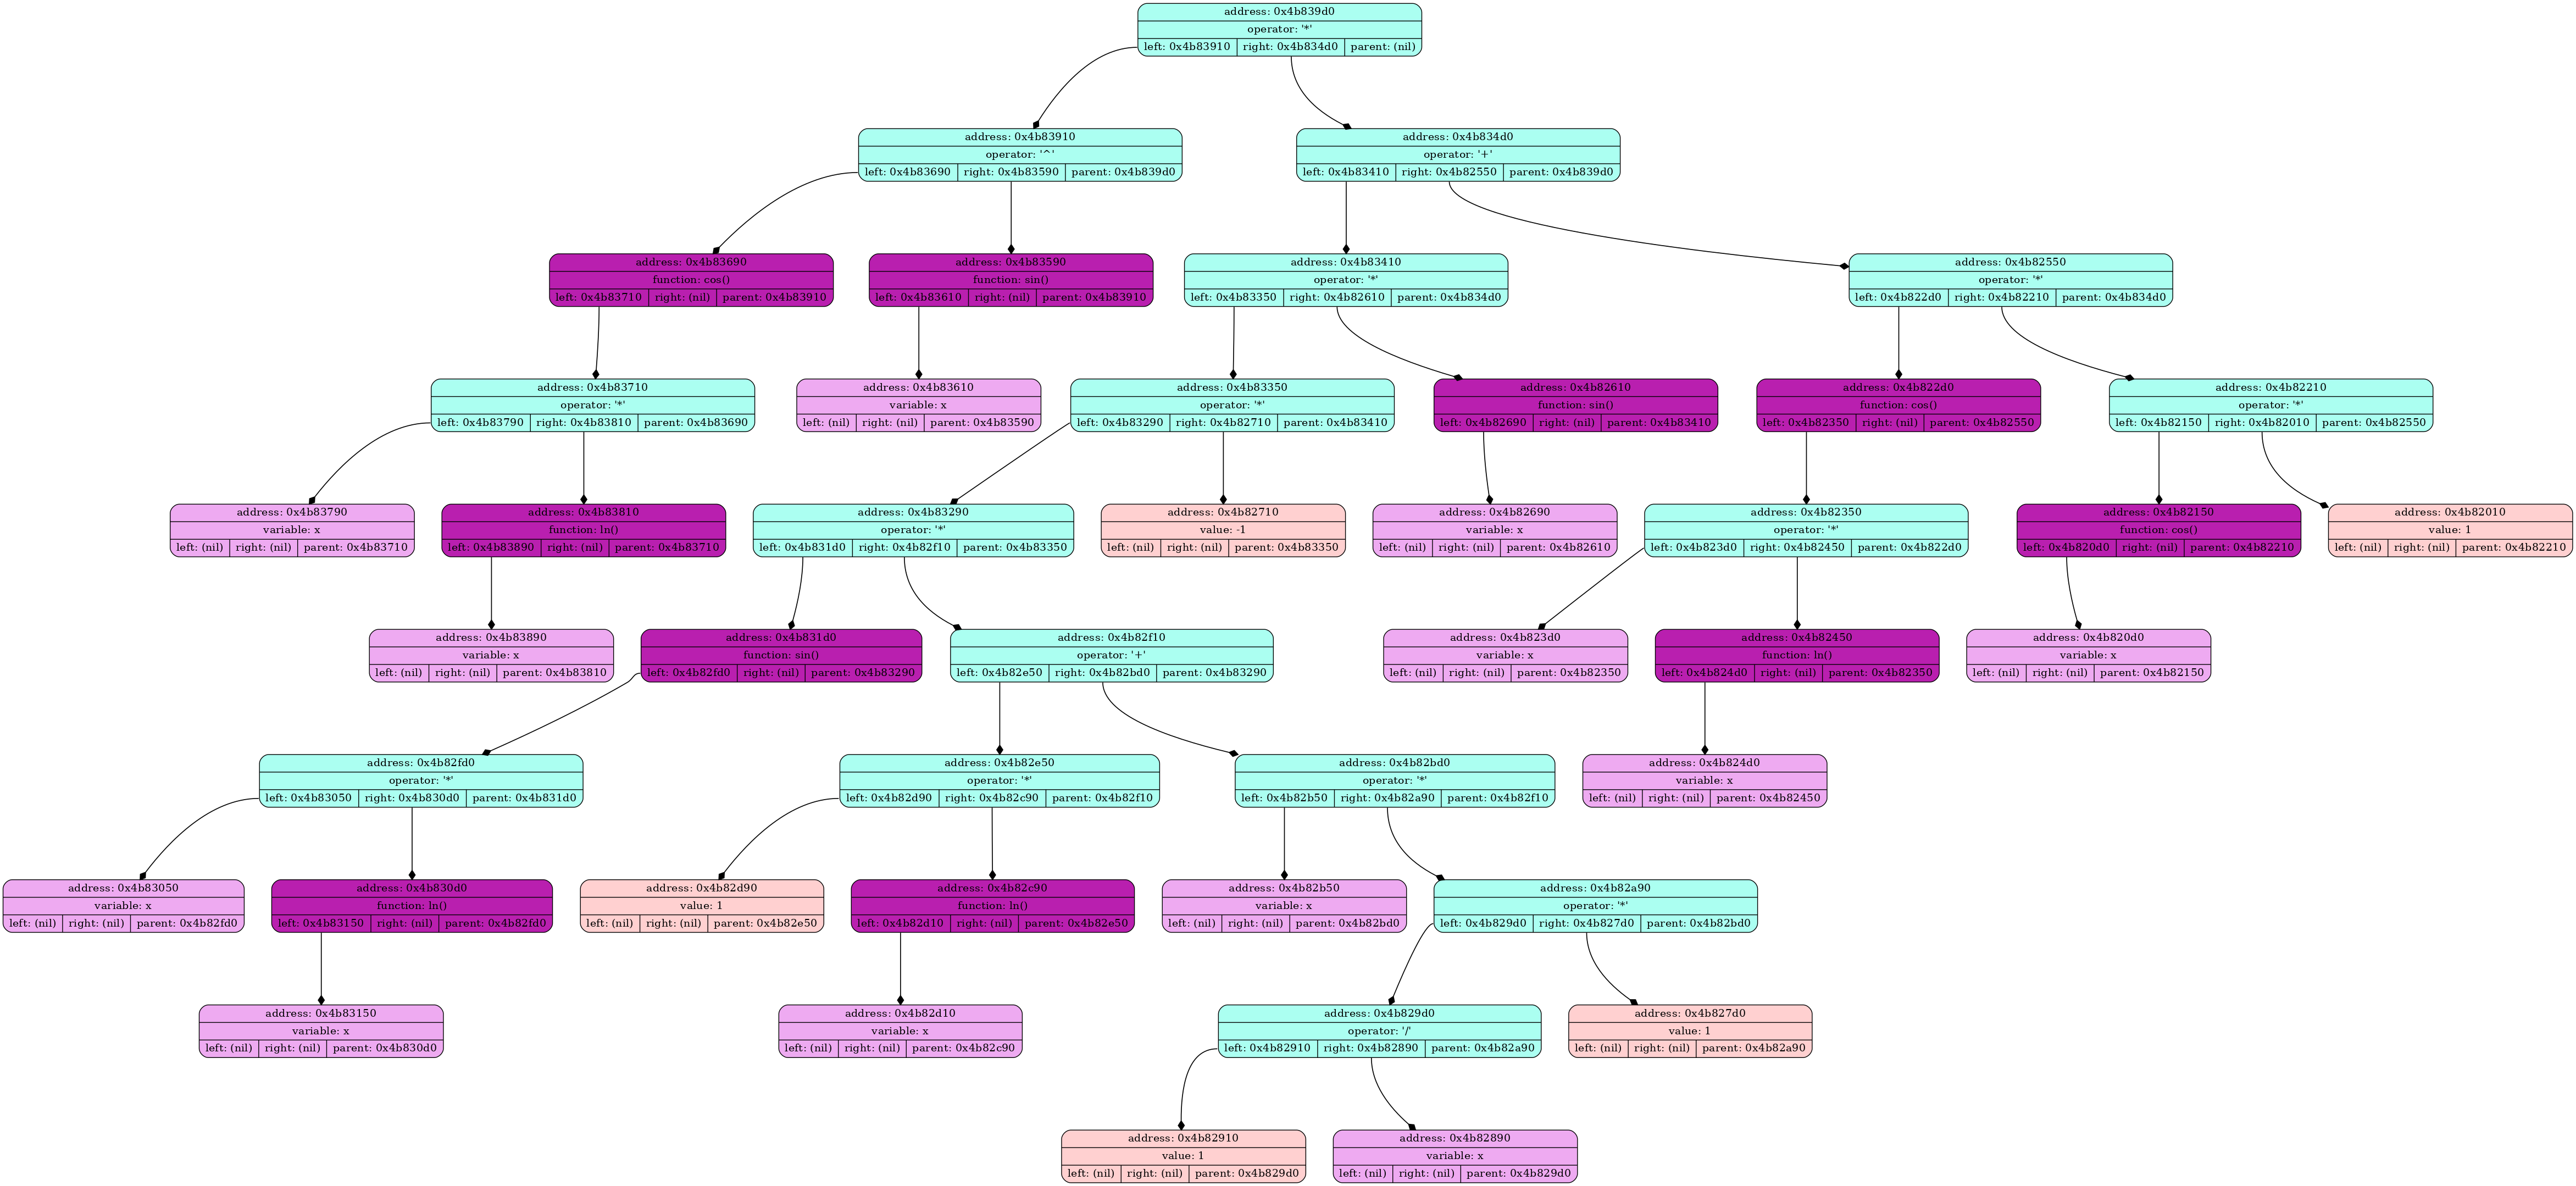 address: 0x4b839d0
operator: '*'
left: 0x4b83910 right: 0x4b834d0 parent: (nil)
address: 0x4b83910
operator: '^'
left: 0x4b83690 right: 0x4b83590 parent: 0x4b839d0
address: 0x4b834d0
operator: '+'
left: 0x4b83410 right: 0x4b82550 parent: 0x4b839d0
address: 0x4b83690
function: cos()
left: 0x4b83710 right: (nil) parent: 0x4b83910
address: 0x4b83590
function: sin()
left: 0x4b83610 right: (nil) parent: 0x4b83910
address: 0x4b83410
operator: '*'
left: 0x4b83350 right: 0x4b82610 parent: 0x4b834d0
address: 0x4b82550
operator: '*'
left: 0x4b822d0 right: 0x4b82210 parent: 0x4b834d0
address: 0x4b83710
operator: '*'
left: 0x4b83790 right: 0x4b83810 parent: 0x4b83690
address: 0x4b83610
variable: x
left: (nil) right: (nil) parent: 0x4b83590
address: 0x4b83350
operator: '*'
left: 0x4b83290 right: 0x4b82710 parent: 0x4b83410
address: 0x4b82610
function: sin()
left: 0x4b82690 right: (nil) parent: 0x4b83410
address: 0x4b822d0
function: cos()
left: 0x4b82350 right: (nil) parent: 0x4b82550
address: 0x4b82210
operator: '*'
left: 0x4b82150 right: 0x4b82010 parent: 0x4b82550
address: 0x4b83790
variable: x
left: (nil) right: (nil) parent: 0x4b83710
address: 0x4b83810
function: ln()
left: 0x4b83890 right: (nil) parent: 0x4b83710
address: 0x4b83290
operator: '*'
left: 0x4b831d0 right: 0x4b82f10 parent: 0x4b83350
address: 0x4b82710
value: -1
left: (nil) right: (nil) parent: 0x4b83350
address: 0x4b82690
variable: x
left: (nil) right: (nil) parent: 0x4b82610
address: 0x4b82350
operator: '*'
left: 0x4b823d0 right: 0x4b82450 parent: 0x4b822d0
address: 0x4b82150
function: cos()
left: 0x4b820d0 right: (nil) parent: 0x4b82210
address: 0x4b82010
value: 1
left: (nil) right: (nil) parent: 0x4b82210
address: 0x4b83890
variable: x
left: (nil) right: (nil) parent: 0x4b83810
address: 0x4b831d0
function: sin()
left: 0x4b82fd0 right: (nil) parent: 0x4b83290
address: 0x4b82f10
operator: '+'
left: 0x4b82e50 right: 0x4b82bd0 parent: 0x4b83290
address: 0x4b823d0
variable: x
left: (nil) right: (nil) parent: 0x4b82350
address: 0x4b82450
function: ln()
left: 0x4b824d0 right: (nil) parent: 0x4b82350
address: 0x4b820d0
variable: x
left: (nil) right: (nil) parent: 0x4b82150
address: 0x4b82fd0
operator: '*'
left: 0x4b83050 right: 0x4b830d0 parent: 0x4b831d0
address: 0x4b82e50
operator: '*'
left: 0x4b82d90 right: 0x4b82c90 parent: 0x4b82f10
address: 0x4b82bd0
operator: '*'
left: 0x4b82b50 right: 0x4b82a90 parent: 0x4b82f10
address: 0x4b824d0
variable: x
left: (nil) right: (nil) parent: 0x4b82450
address: 0x4b83050
variable: x
left: (nil) right: (nil) parent: 0x4b82fd0
address: 0x4b830d0
function: ln()
left: 0x4b83150 right: (nil) parent: 0x4b82fd0
address: 0x4b82d90
value: 1
left: (nil) right: (nil) parent: 0x4b82e50
address: 0x4b82c90
function: ln()
left: 0x4b82d10 right: (nil) parent: 0x4b82e50
address: 0x4b82b50
variable: x
left: (nil) right: (nil) parent: 0x4b82bd0
address: 0x4b82a90
operator: '*'
left: 0x4b829d0 right: 0x4b827d0 parent: 0x4b82bd0
address: 0x4b83150
variable: x
left: (nil) right: (nil) parent: 0x4b830d0
address: 0x4b82d10
variable: x
left: (nil) right: (nil) parent: 0x4b82c90
address: 0x4b829d0
operator: '/'
left: 0x4b82910 right: 0x4b82890 parent: 0x4b82a90
address: 0x4b827d0
value: 1
left: (nil) right: (nil) parent: 0x4b82a90
address: 0x4b82910
value: 1
left: (nil) right: (nil) parent: 0x4b829d0
address: 0x4b82890
variable: x
left: (nil) right: (nil) parent: 0x4b829d0